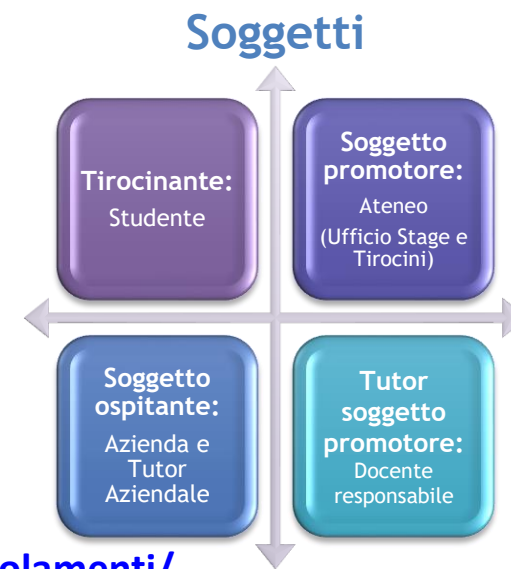 Soggetti
Tirocinante:
Studente
Soggetto
promotore:
Ateneo
(Ufficio Stage e
Tirocini)
Soggetto
ospitante:
Azienda e
Tutor
Aziendale
Tutor
soggetto
promotore:
Docente
responsabile
olamenti/